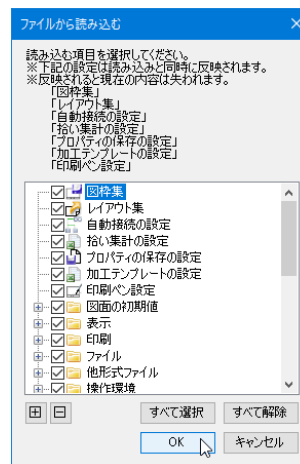 ファイルから読み込む
読み込む項目を選択してください。
※下記の設定は読み込みと同時に反映されます。
※反映されると現在の内容は失われます。
「図枠集」
「レイアウト集」
「自動接続の設定」
「拾い集計の設定」
「プロパティの保存の設定」
「加工テンプレートの設定」
「印刷ペン設定」
図枠集
レイアウト集
自動接続の設定
拾い集計の設定
プロパティの保存の設定
加工テンプレートの設定
印刷ペン設定
図面の初期値
表示
印刷
ファイル
他形式ファイル
操作環境
すべて選択 すべて解除
OK キャンセル